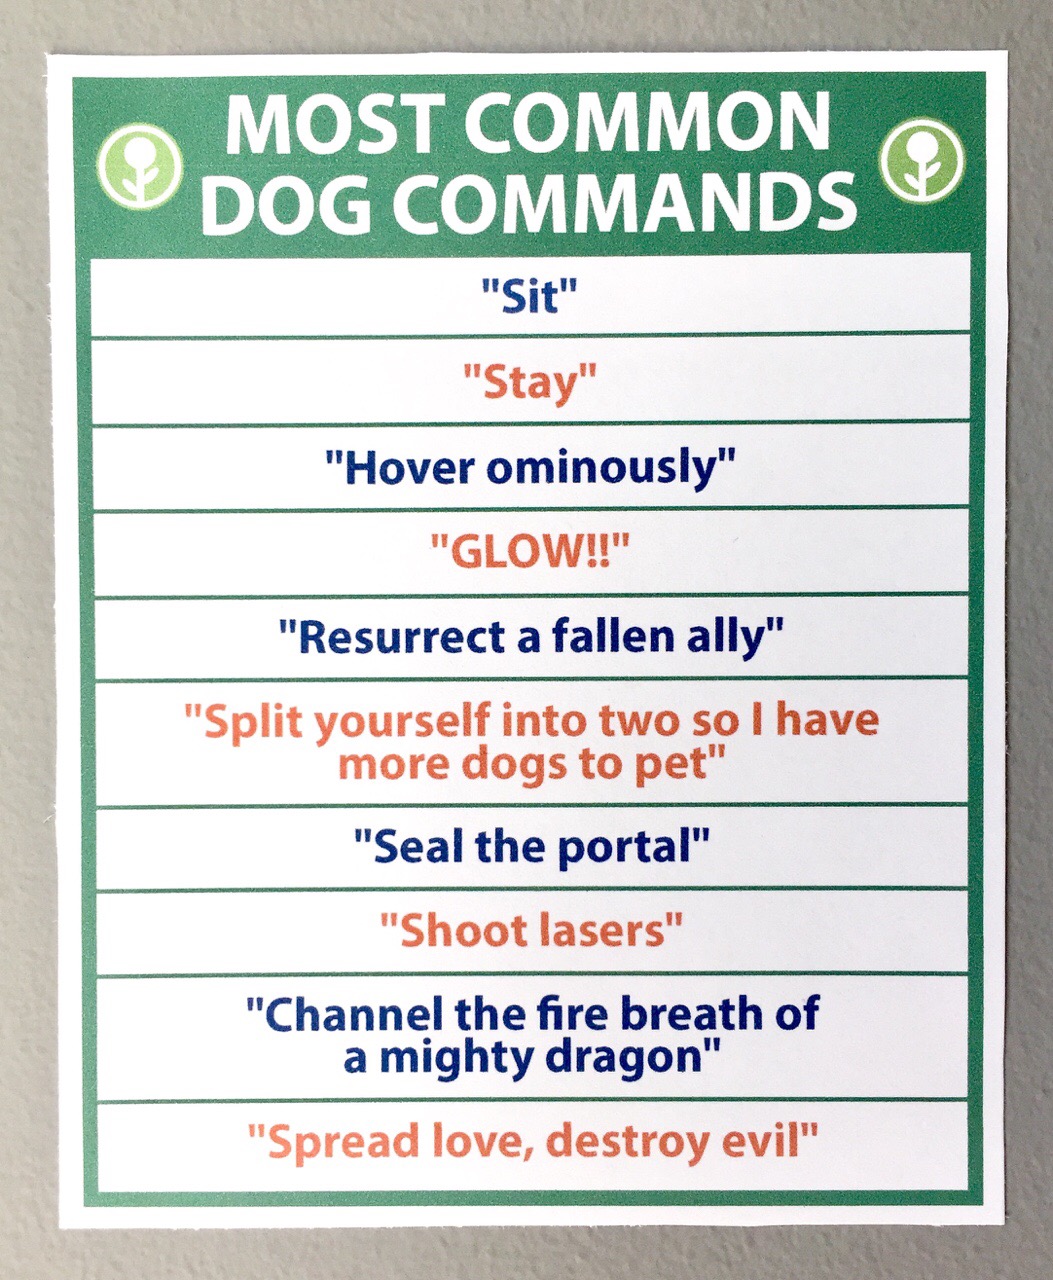 MOST COMMON
DOG COMMANDS
"Sit"
"Stay"
"Hover ominously"
"GLOW!!"
"Resurrect a fallen ally"
"Split yourself into two so I have
more dogs to pet"
"Seal the portal"
"Shoot lasers"
"Channel the fire breath of
a mighty dragon"
"Spread love, destroy evil"